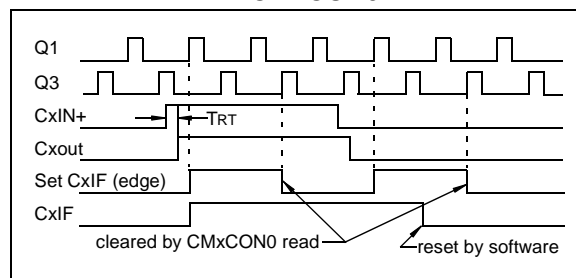 Q1
Q3
CxIN+
TRT
Cxout
Set CxIF (edge)
CxIF
cleared by CMxCON0 read
reset by software